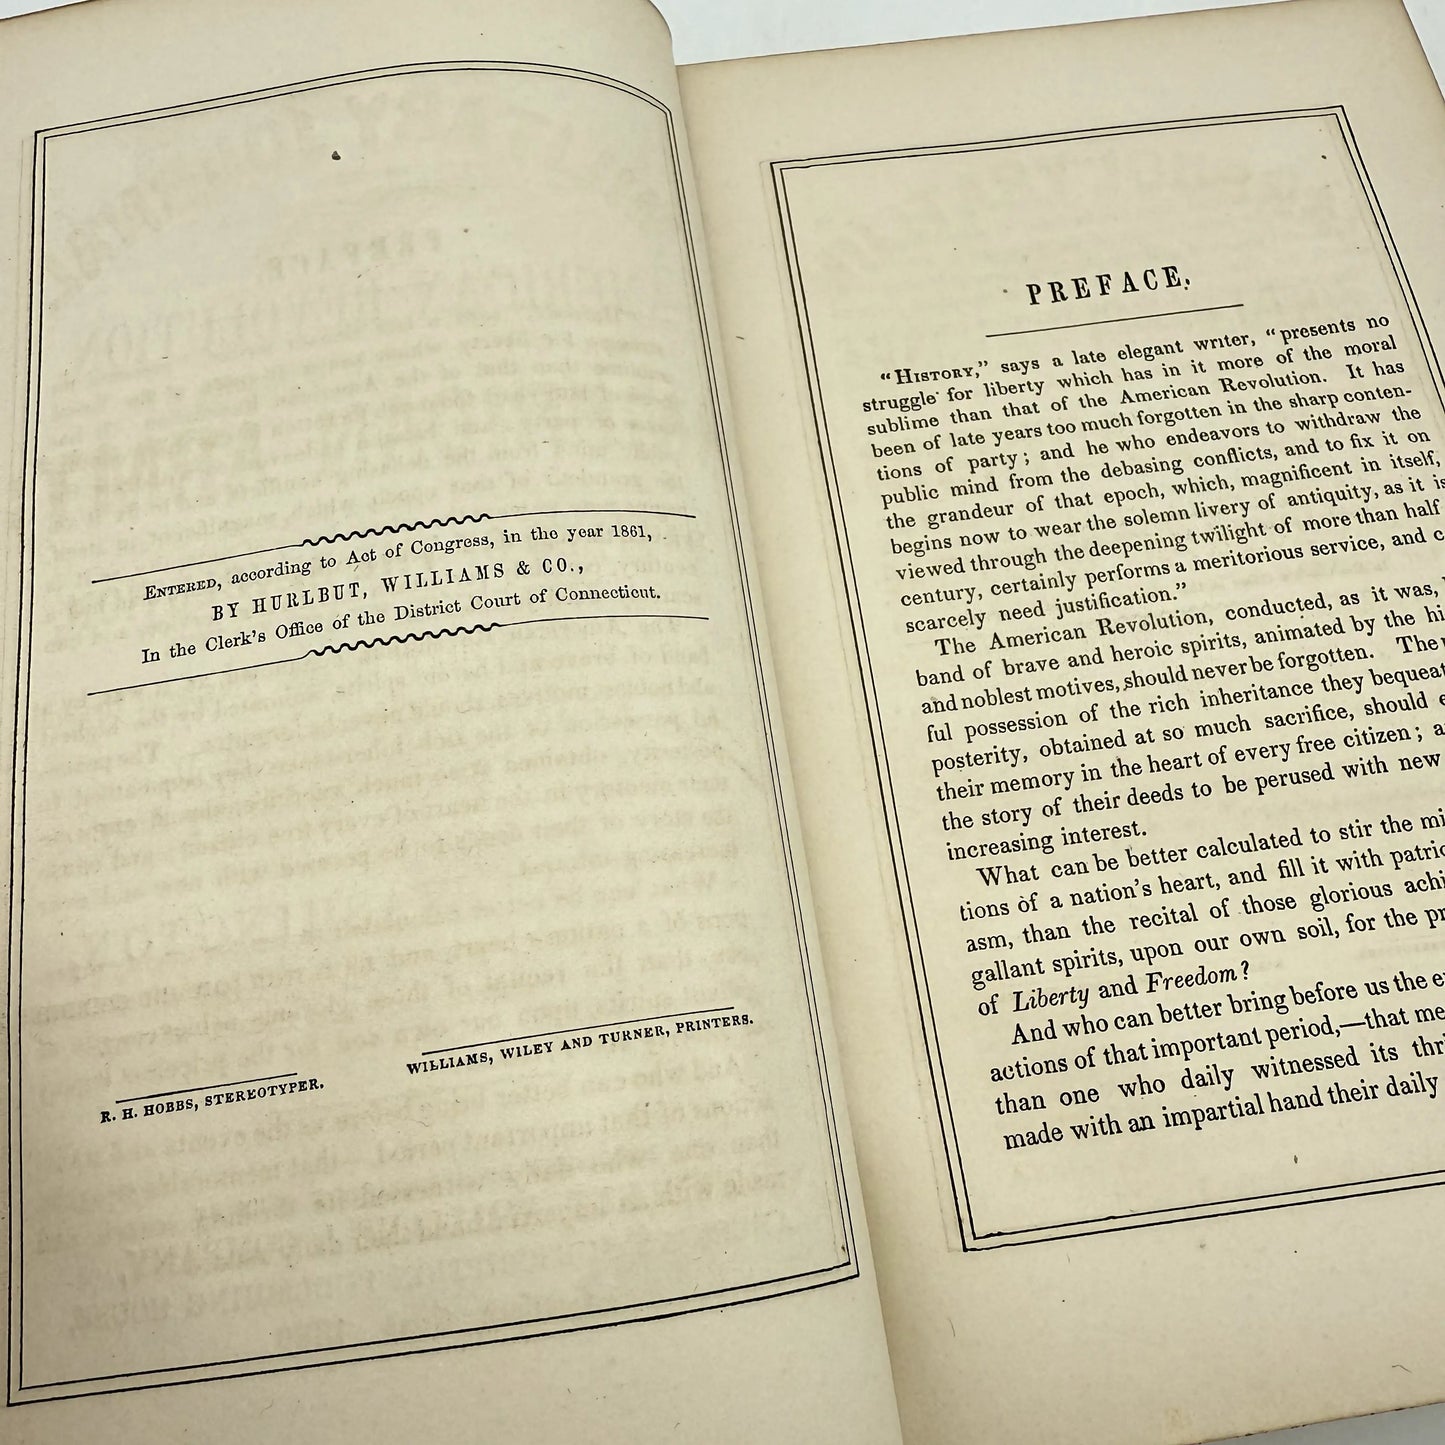 ENTERED, according to Act of Congress, in the year 1861,
BY HURLBUT, WILLIAMS & CO.,
In the Clerk's Office of the District Court of Connecticut.
R. H. HOBBS, STEREOTYPER.
WILLIAMS, WILEY AND TURNER, PRINTERS.
PREFACE.
"HISTORY," says a late elegant writer, "presents no
struggle for liberty which has in it more of the moral
sublime than that of the American Revolution. It has
been of late years too much forgotten in the sharp conten-
tions of party; and he who endeavors to withdraw the
public mind from the debasing conflicts, and to fix it on
the grandeur of that epoch, which, magnificent in itself,
begins now to wear the solemn livery of antiquity, as it is
viewed through the deepening twilight of more than half
century, certainly performs a meritorious service, and c
scarcely need justification."
The American Revolution, conducted, as it was,
band of brave and heroic spirits, animated by the hi
and noblest motives, should never be forgotten. The
ful possession of the rich inheritance they bequeat
posterity, obtained at so much sacrifice, should e
their memory in the heart of every free citizen; a
the story of their deeds to be perused with new
increasing interest.
What can be better calculated to stir the mi
tions of a nation's heart, and fill it with patrio
asm, than the recital of those glorious achi
gallant spirits, upon our own soil, for the pr
of Liberty and Freedom?
And who can better bring before us the e
actions of that important period,—that me
than one who daily witnessed its thri
made with an impartial hand their daily